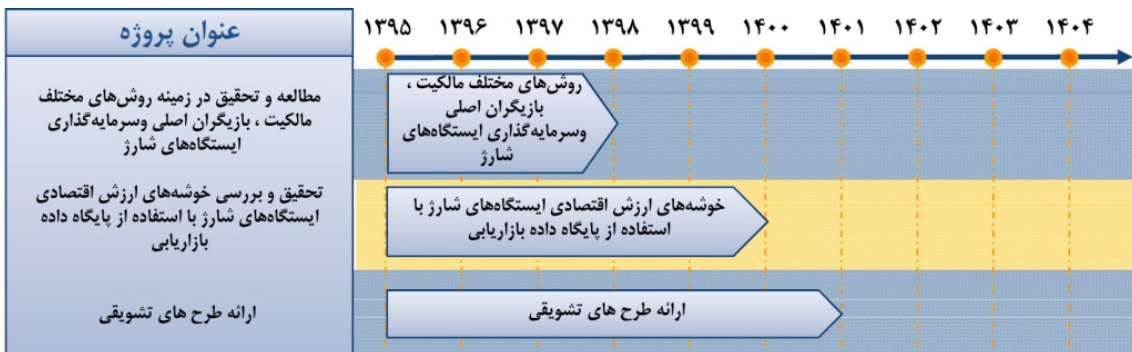 عنوان پروژه
۱۳۹۵ ۱۳۹۶ ۱۳۹۷ ۱۳۹۸ ۱۳۹۹ ۱۴۰۰ ۱۴۰۱ ۱۴۰۲ ۱۴۰۳ ۱۴۰۴
مطالعه و تحقیق در زمینه روش‌های مختلف
مالکیت ، بازیگران اصلی وسرمایه‌گذاری
ایستگاه‌های شارژ
روش‌های مختلف مالکیت ،
بازیگران اصلی
وسرمایه‌گذاری
ایستگاه‌های
شارژ
تحقیق و بررسی خوشه‌های ارزش اقتصادی
ایستگاه‌های شارژ با استفاده از پایگاه داده
بازاریابی
خوشه‌های ارزش اقتصادی ایستگاه‌های شارژ با
استفاده از پایگاه داده بازاریابی
ارائه طرح های تشویقی
ارائه طرح های تشویقی